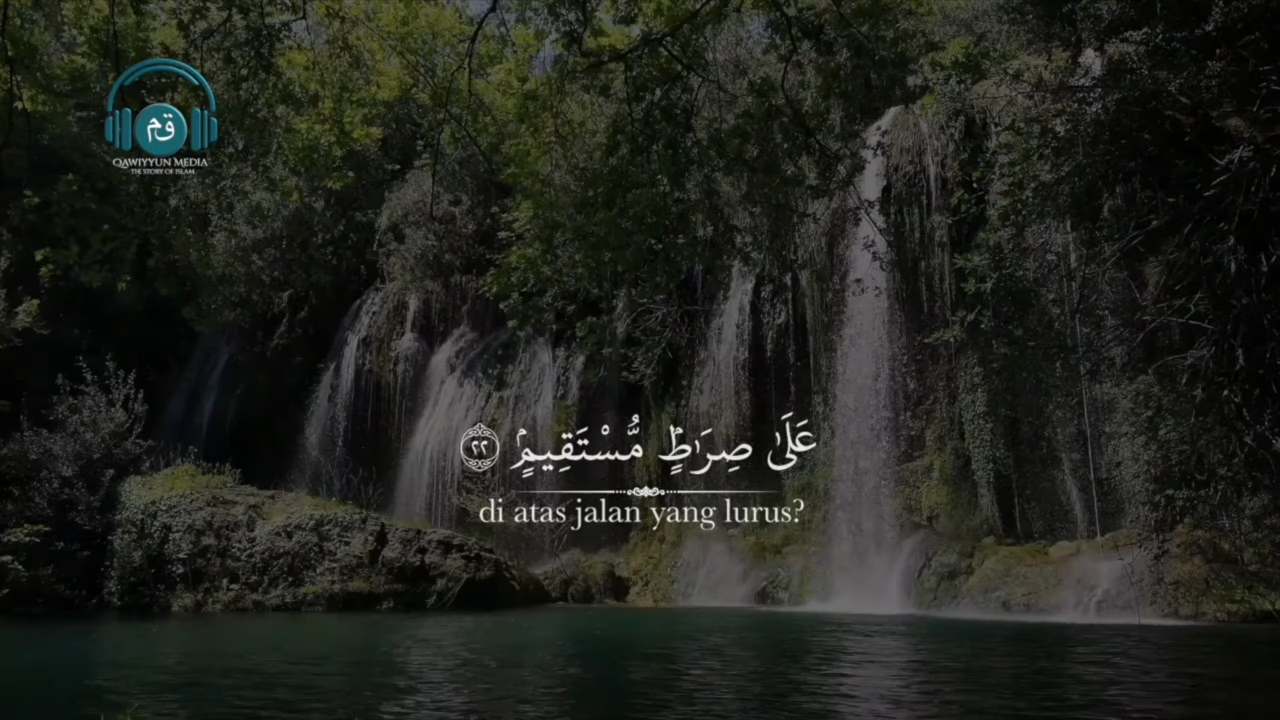 قم
QAWIYYUN MEDIA
THE STORY OF ISLAM
عَلَىٰ صِرَٰطٍۢ مُّسْتَقِيمٍۢ ٢٢
di atas jalan yang lurus?